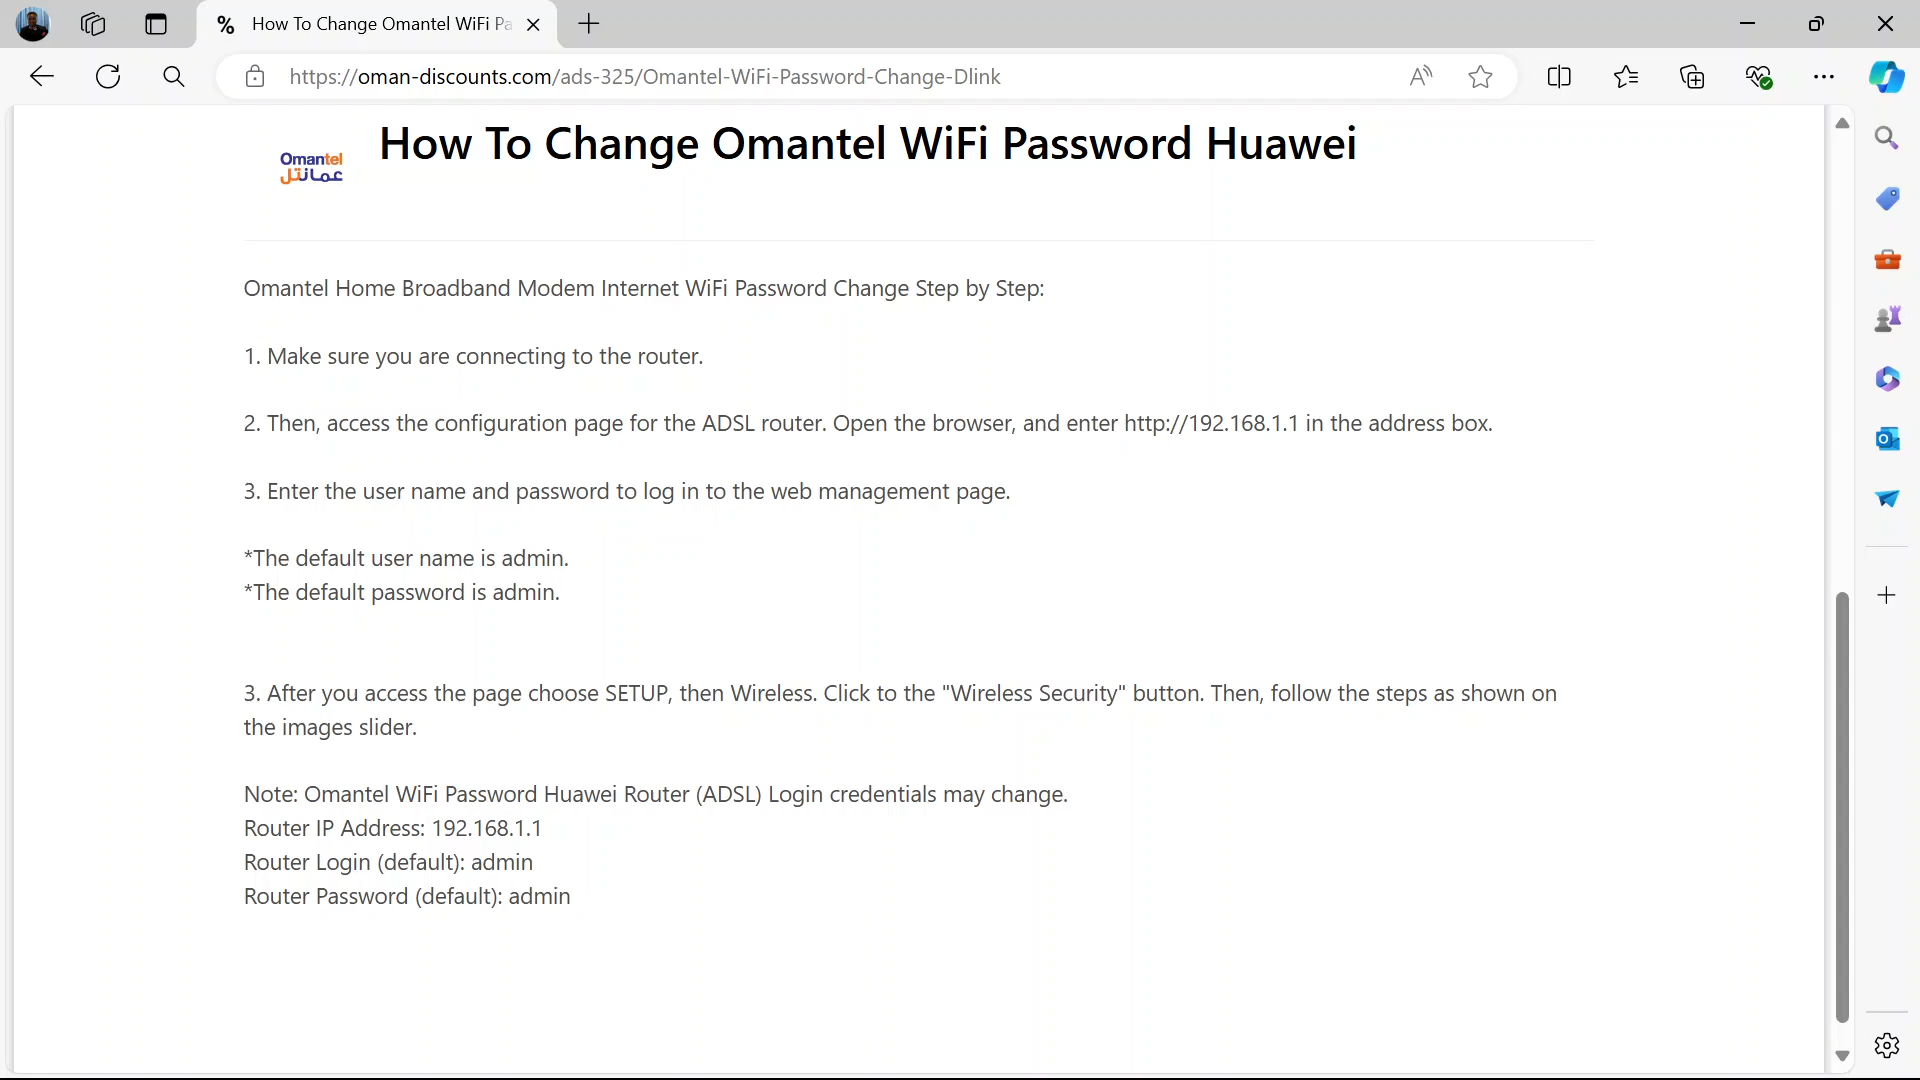 How To Change Omantel WiFi Pa
https://oman-discounts.com/ads-325/Omantel-WiFi-Password-Change-Dlink
Omantel
عمانتل
How To Change Omantel WiFi Password Huawei
Omantel Home Broadband Modem Internet WiFi Password Change Step by Step:
1. Make sure you are connecting to the router.
2. Then, access the configuration page for the ADSL router. Open the browser, and enter http://192.168.1.1 in the address box.
3. Enter the user name and password to log in to the web management page.
*The default user name is admin.
*The default password is admin.
3. After you access the page choose SETUP, then Wireless. Click to the "Wireless Security" button. Then, follow the steps as shown on
the images slider.
Note: Omantel WiFi Password Huawei Router (ADSL) Login credentials may change.
Router IP Address: 192.168.1.1
Router Login (default): admin
Router Password (default): admin